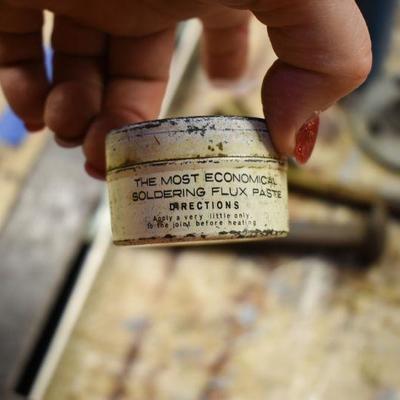 THE MOST ECONOMICAL
SOLDERING FLUX PASTE
DIRECTIONS
Apply a very little only
to the joint before heating